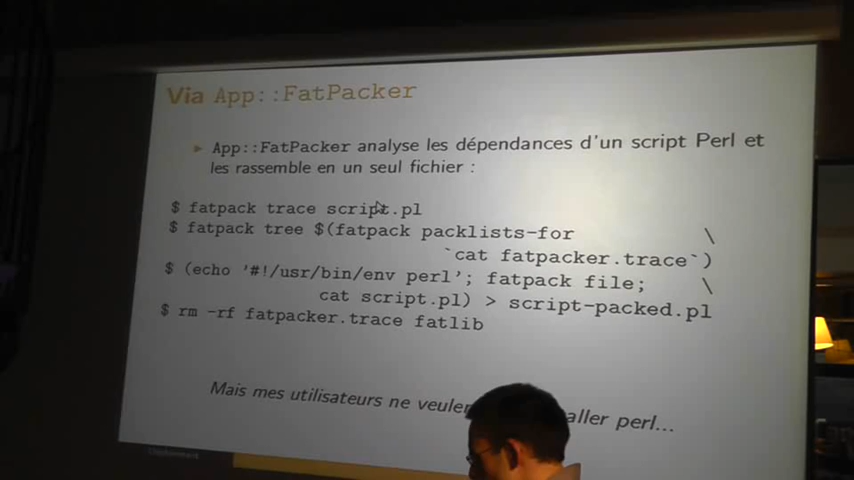 Via App::FatPacker
▸ App::FatPacker analyse les dépendances d'un script Perl et
les rassemble en un seul fichier :
$ fatpack trace script.pl
$ fatpack tree $(fatpack packlists-for \
`cat fatpacker.trace`)
$ (echo '#!/usr/bin/env perl'; fatpack file; \
cat script.pl) > script-packed.pl
$ rm -rf fatpacker.trace fatlib
Mais mes utilisateurs ne perl...